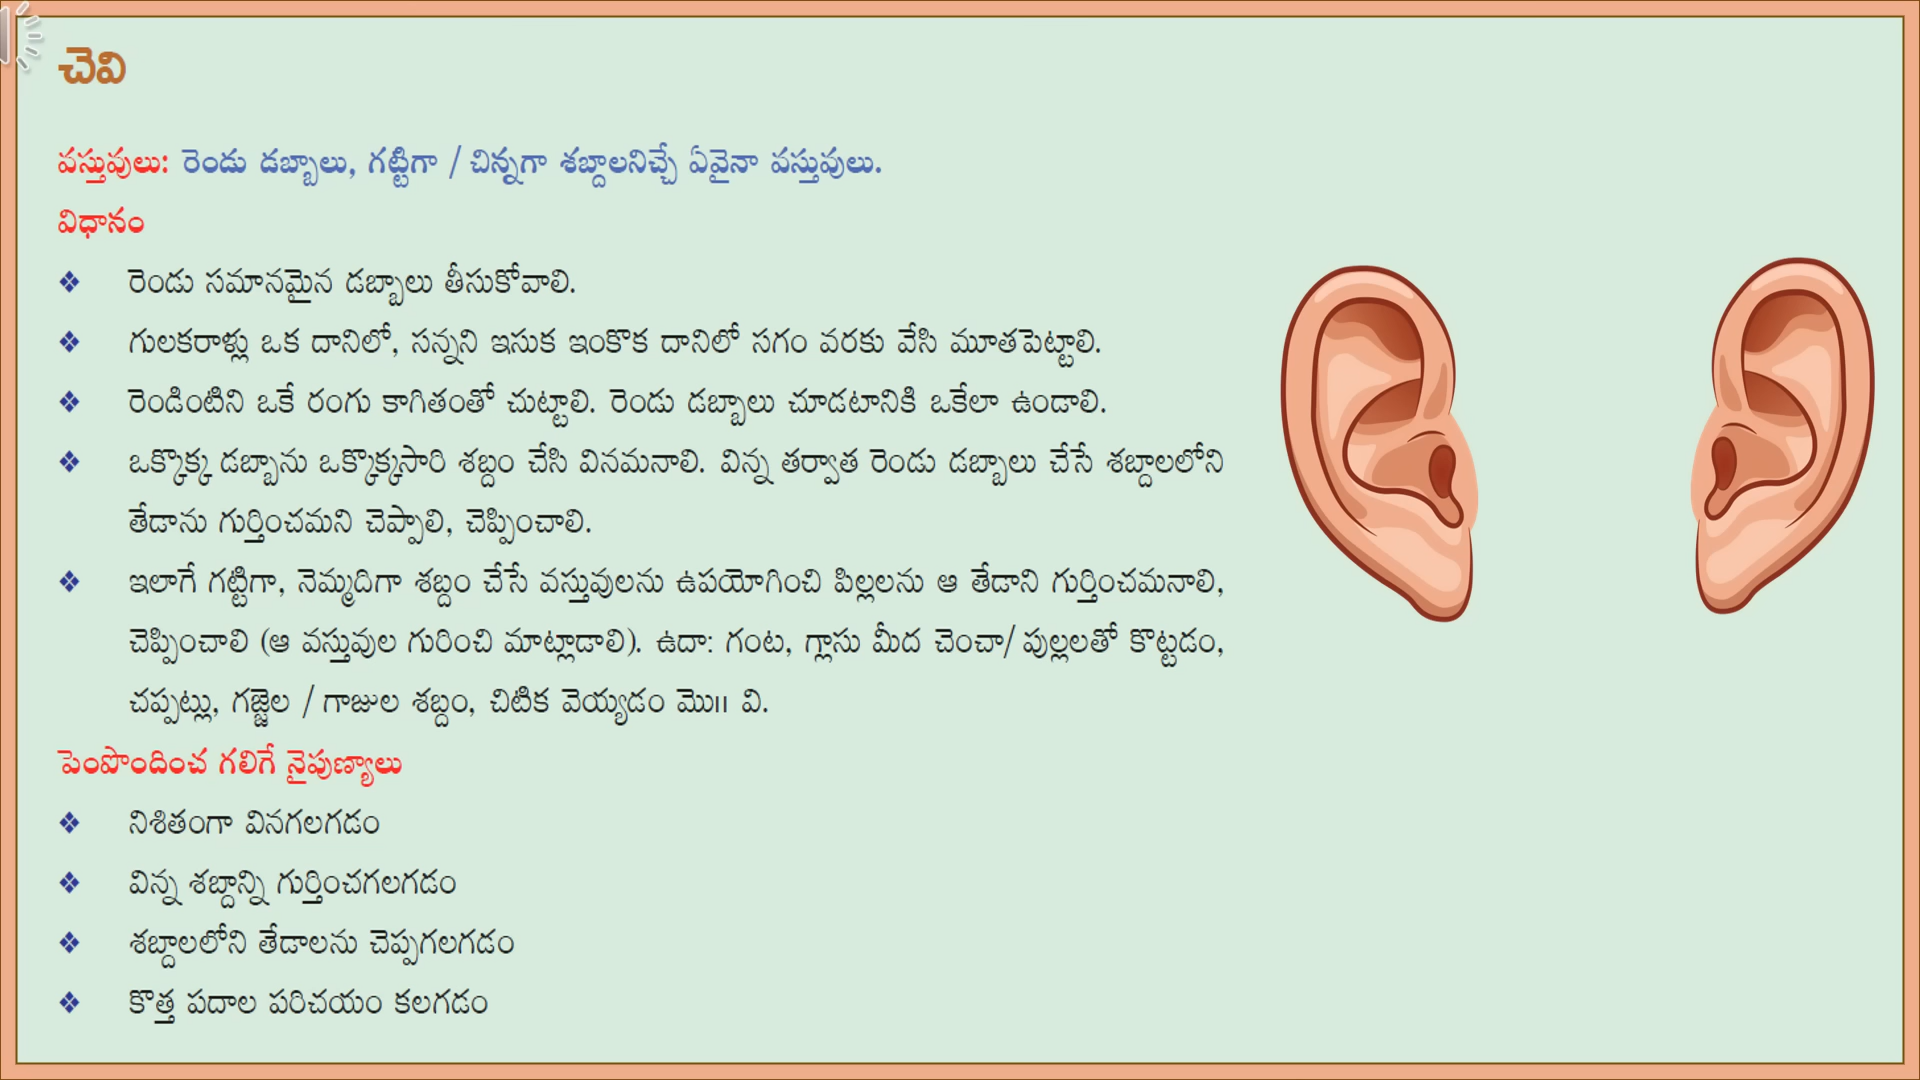 చెవి
వస్తువులు: రెండు డబ్బాలు, గట్టిగా / చిన్నగా శబ్దాలనిచ్చే ఏవైనా వస్తువులు.
విధానం
❖ రెండు సమానమైన డబ్బాలు తీసుకోవాలి.
❖ గులకరాళ్లు ఒక దానిలో, సన్నని ఇసుక ఇంకొక దానిలో సగం వరకు వేసి మూతపెట్టాలి.
❖ రెండింటిని ఒకే రంగు కాగితంతో చుట్టాలి. రెండు డబ్బాలు చూడటానికి ఒకేలా ఉండాలి.
❖ ఒక్కొక్క డబ్బాను ఒక్కొక్కసారి శబ్దం చేసి వినమనాలి. విన్న తర్వాత రెండు డబ్బాలు చేసే శబ్దాలలోని
తేడాను గుర్తించమని చెప్పాలి, చెప్పించాలి.
❖ ఇలాగే గట్టిగా, నెమ్మదిగా శబ్దం చేసే వస్తువులను ఉపయోగించి పిల్లలను ఆ తేడాని గుర్తించమనాలి,
చెప్పించాలి (ఆ వస్తువుల గురించి మాట్లాడాలి). ఉదా: గంట, గ్లాసు మీద చెంచా/ పుల్లలతో కొట్టడం,
చప్పట్లు, గజ్జెల / గాజుల శబ్దం, చిటిక వెయ్యడం మొ॥ వి.
పెంపొందించ గలిగే నైపుణ్యాలు
❖ నిశితంగా వినగలగడం
❖ విన్న శబ్దాన్ని గుర్తించగలగడం
❖ శబ్దాలలోని తేడాలను చెప్పగలగడం
❖ కొత్త పదాల పరిచయం కలగడం